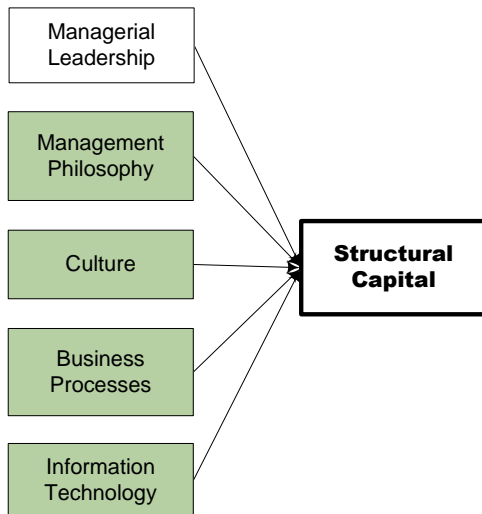 Managerial
Leadership
Management
Philosophy
Culture
Business
Processes
Information
Technology
Structural
Capital